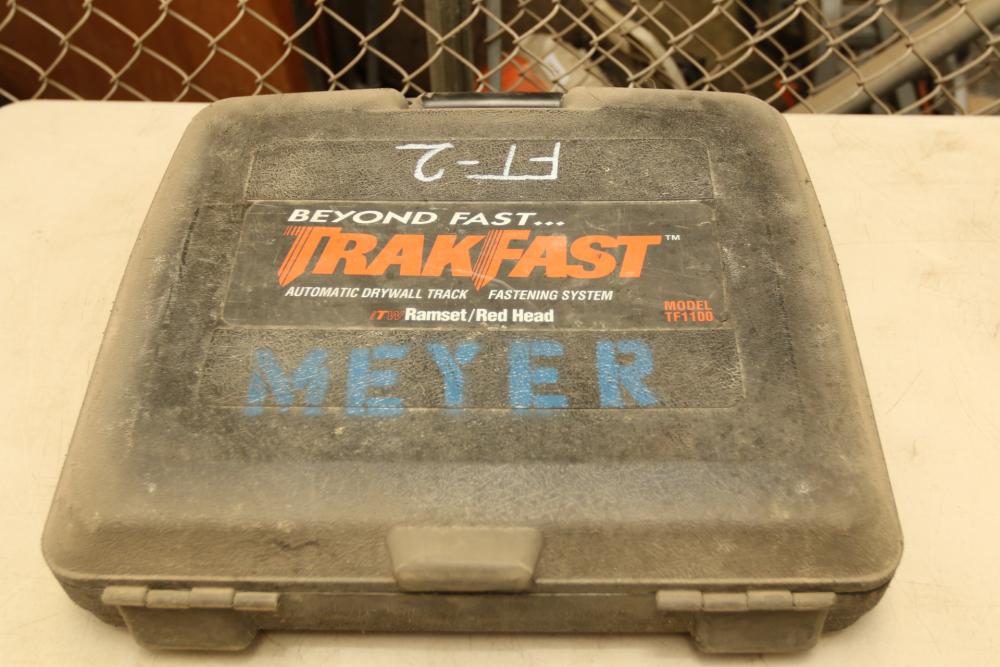 FT-2
BEYOND FAST...
TRAKFAST™
AUTOMATIC DRYWALL TRACK FASTENING SYSTEM
ITW Ramset/Red Head
MODEL
TF1100
MEYER